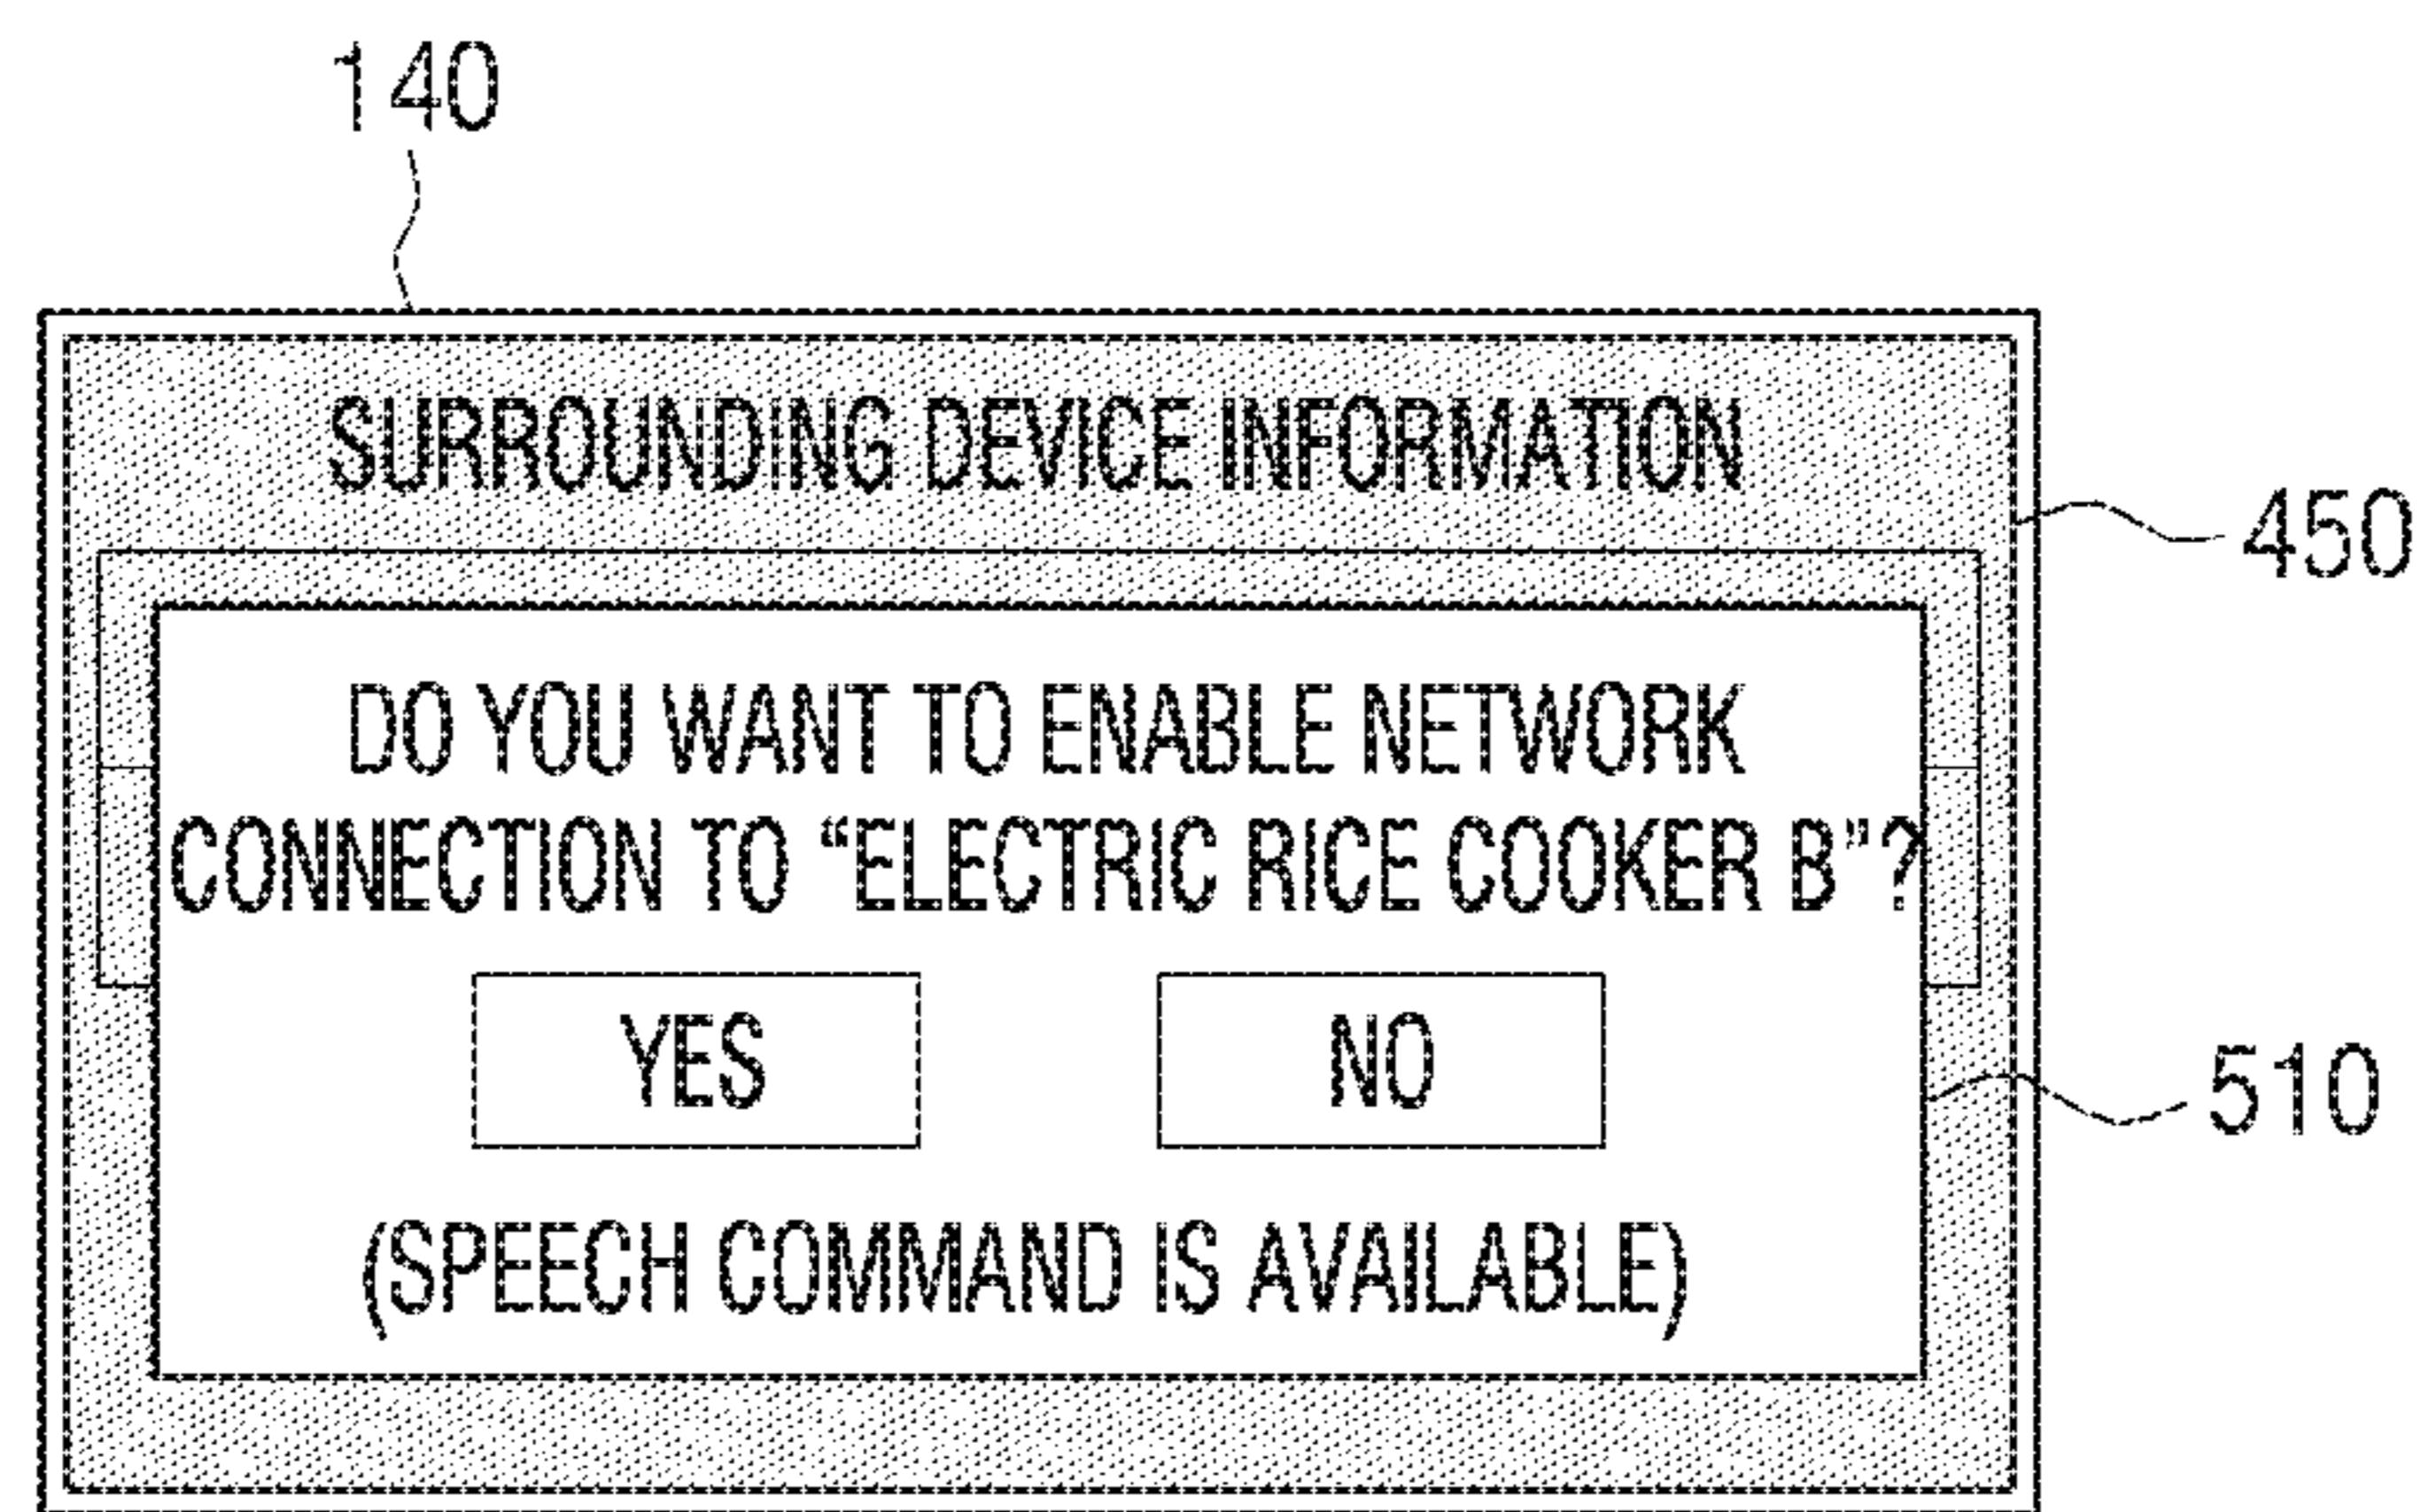 140
SURROUNDING DEVICE INFORMATION
450
DO YOU WANT TO ENABLE NETWORK
CONNECTION TO “ELECTRIC RICE COOKER B”?
YES NO
510
(SPEECH COMMAND IS AVAILABLE)